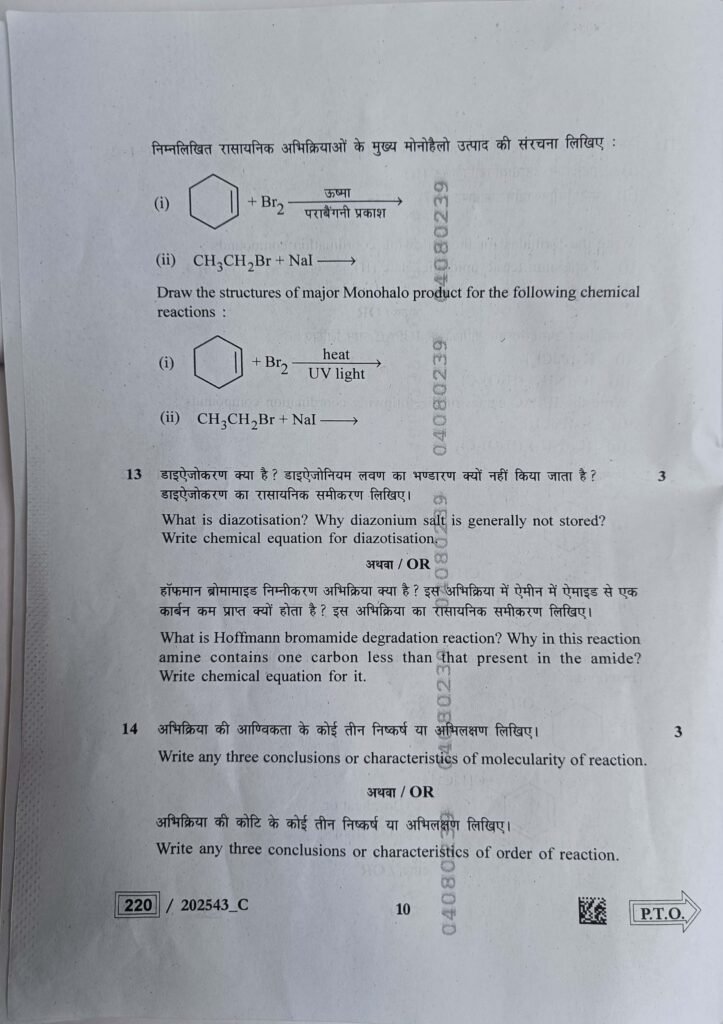 निम्नलिखित रासायनिक अभिक्रियाओं के मुख्य मोनोहैलो उत्पाद की संरचना लिखिए :
(i) + Br2 ऊष्मा
पराबैंगनी प्रकाश
(ii) CH3CH2Br + NaI ⟶
Draw the structures of major Monohalo product for the following chemical
reactions :
(i) + Br2 heat
UV light
(ii) CH3CH2Br + NaI ⟶
13 डाइऐजोकरण क्या है ? डाइऐजोनियम लवण का भण्डारण क्यों नहीं किया जाता है ? 3
डाइऐजोकरण का रासायनिक समीकरण लिखिए।
What is diazotisation? Why diazonium salt is generally not stored?
Write chemical equation for diazotisation.
अथवा / OR
हॉफमान ब्रोमामाइड निम्नीकरण अभिक्रिया क्या है ? इस अभिक्रिया में ऐमीन में ऐमाइड से एक
कार्बन कम प्राप्त क्यों होता है ? इस अभिक्रिया का रासायनिक समीकरण लिखिए।
What is Hoffmann bromamide degradation reaction? Why in this reaction
amine contains one carbon less than that present in the amide?
Write chemical equation for it.
14 अभिक्रिया की आण्विकता के कोई तीन निष्कर्ष या अभिलक्षण लिखिए। 3
Write any three conclusions or characteristics of molecularity of reaction.
अथवा / OR
अभिक्रिया की कोटि के कोई तीन निष्कर्ष या अभिलक्षण लिखिए।
Write any three conclusions or characteristics of order of reaction.
220 / 202543_C 10 P.T.O.
04080239
04080239
04080239
04080239
04080239